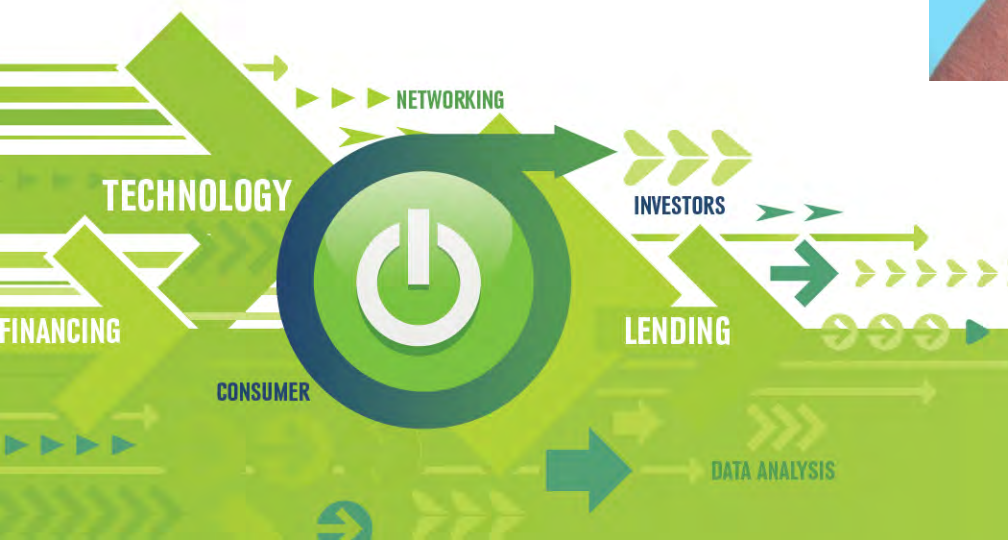 NETWORKING
TECHNOLOGY
INVESTORS
FINANCING
LENDING
CONSUMER
DATA ANALYSIS